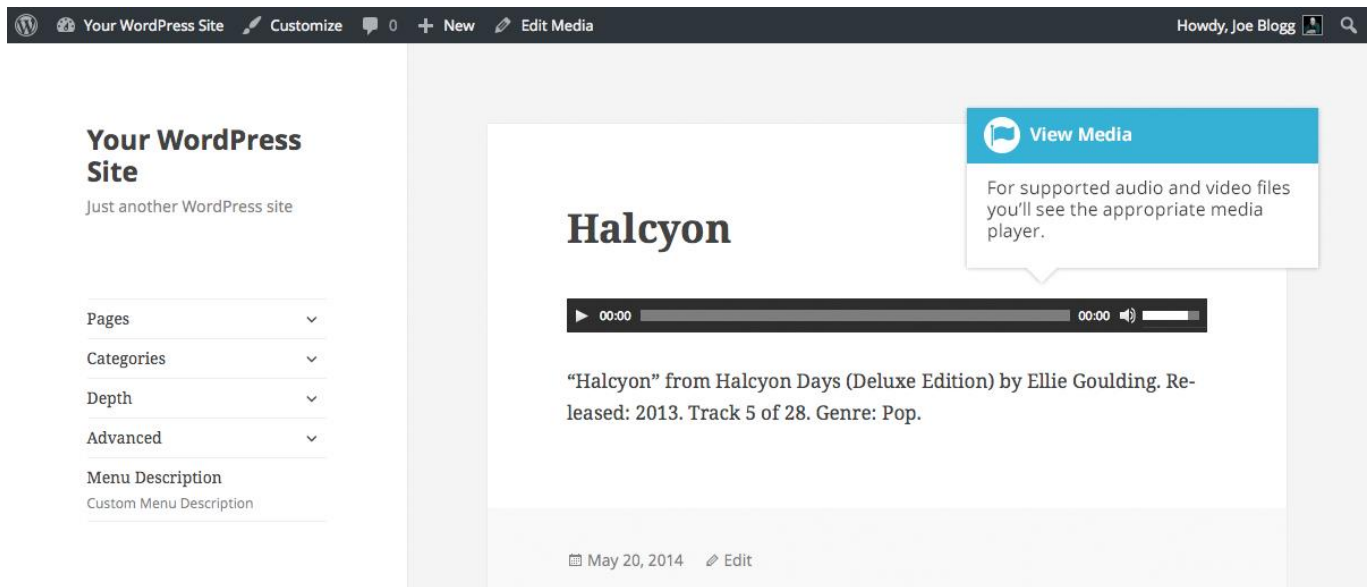 Your WordPress Site Customize 0 New Edit Media Howdy, Joe Blogg
Your WordPress
Site
Just another WordPress site
Pages
Categories
Depth
Advanced
Menu Description
Custom Menu Description
View Media
For supported audio and video files
you'll see the appropriate media
player.
Halcyon
00:00 00:00
“Halcyon” from Halcyon Days (Deluxe Edition) by Ellie Goulding. Re-
leased: 2013. Track 5 of 28. Genre: Pop.
May 20, 2014 Edit